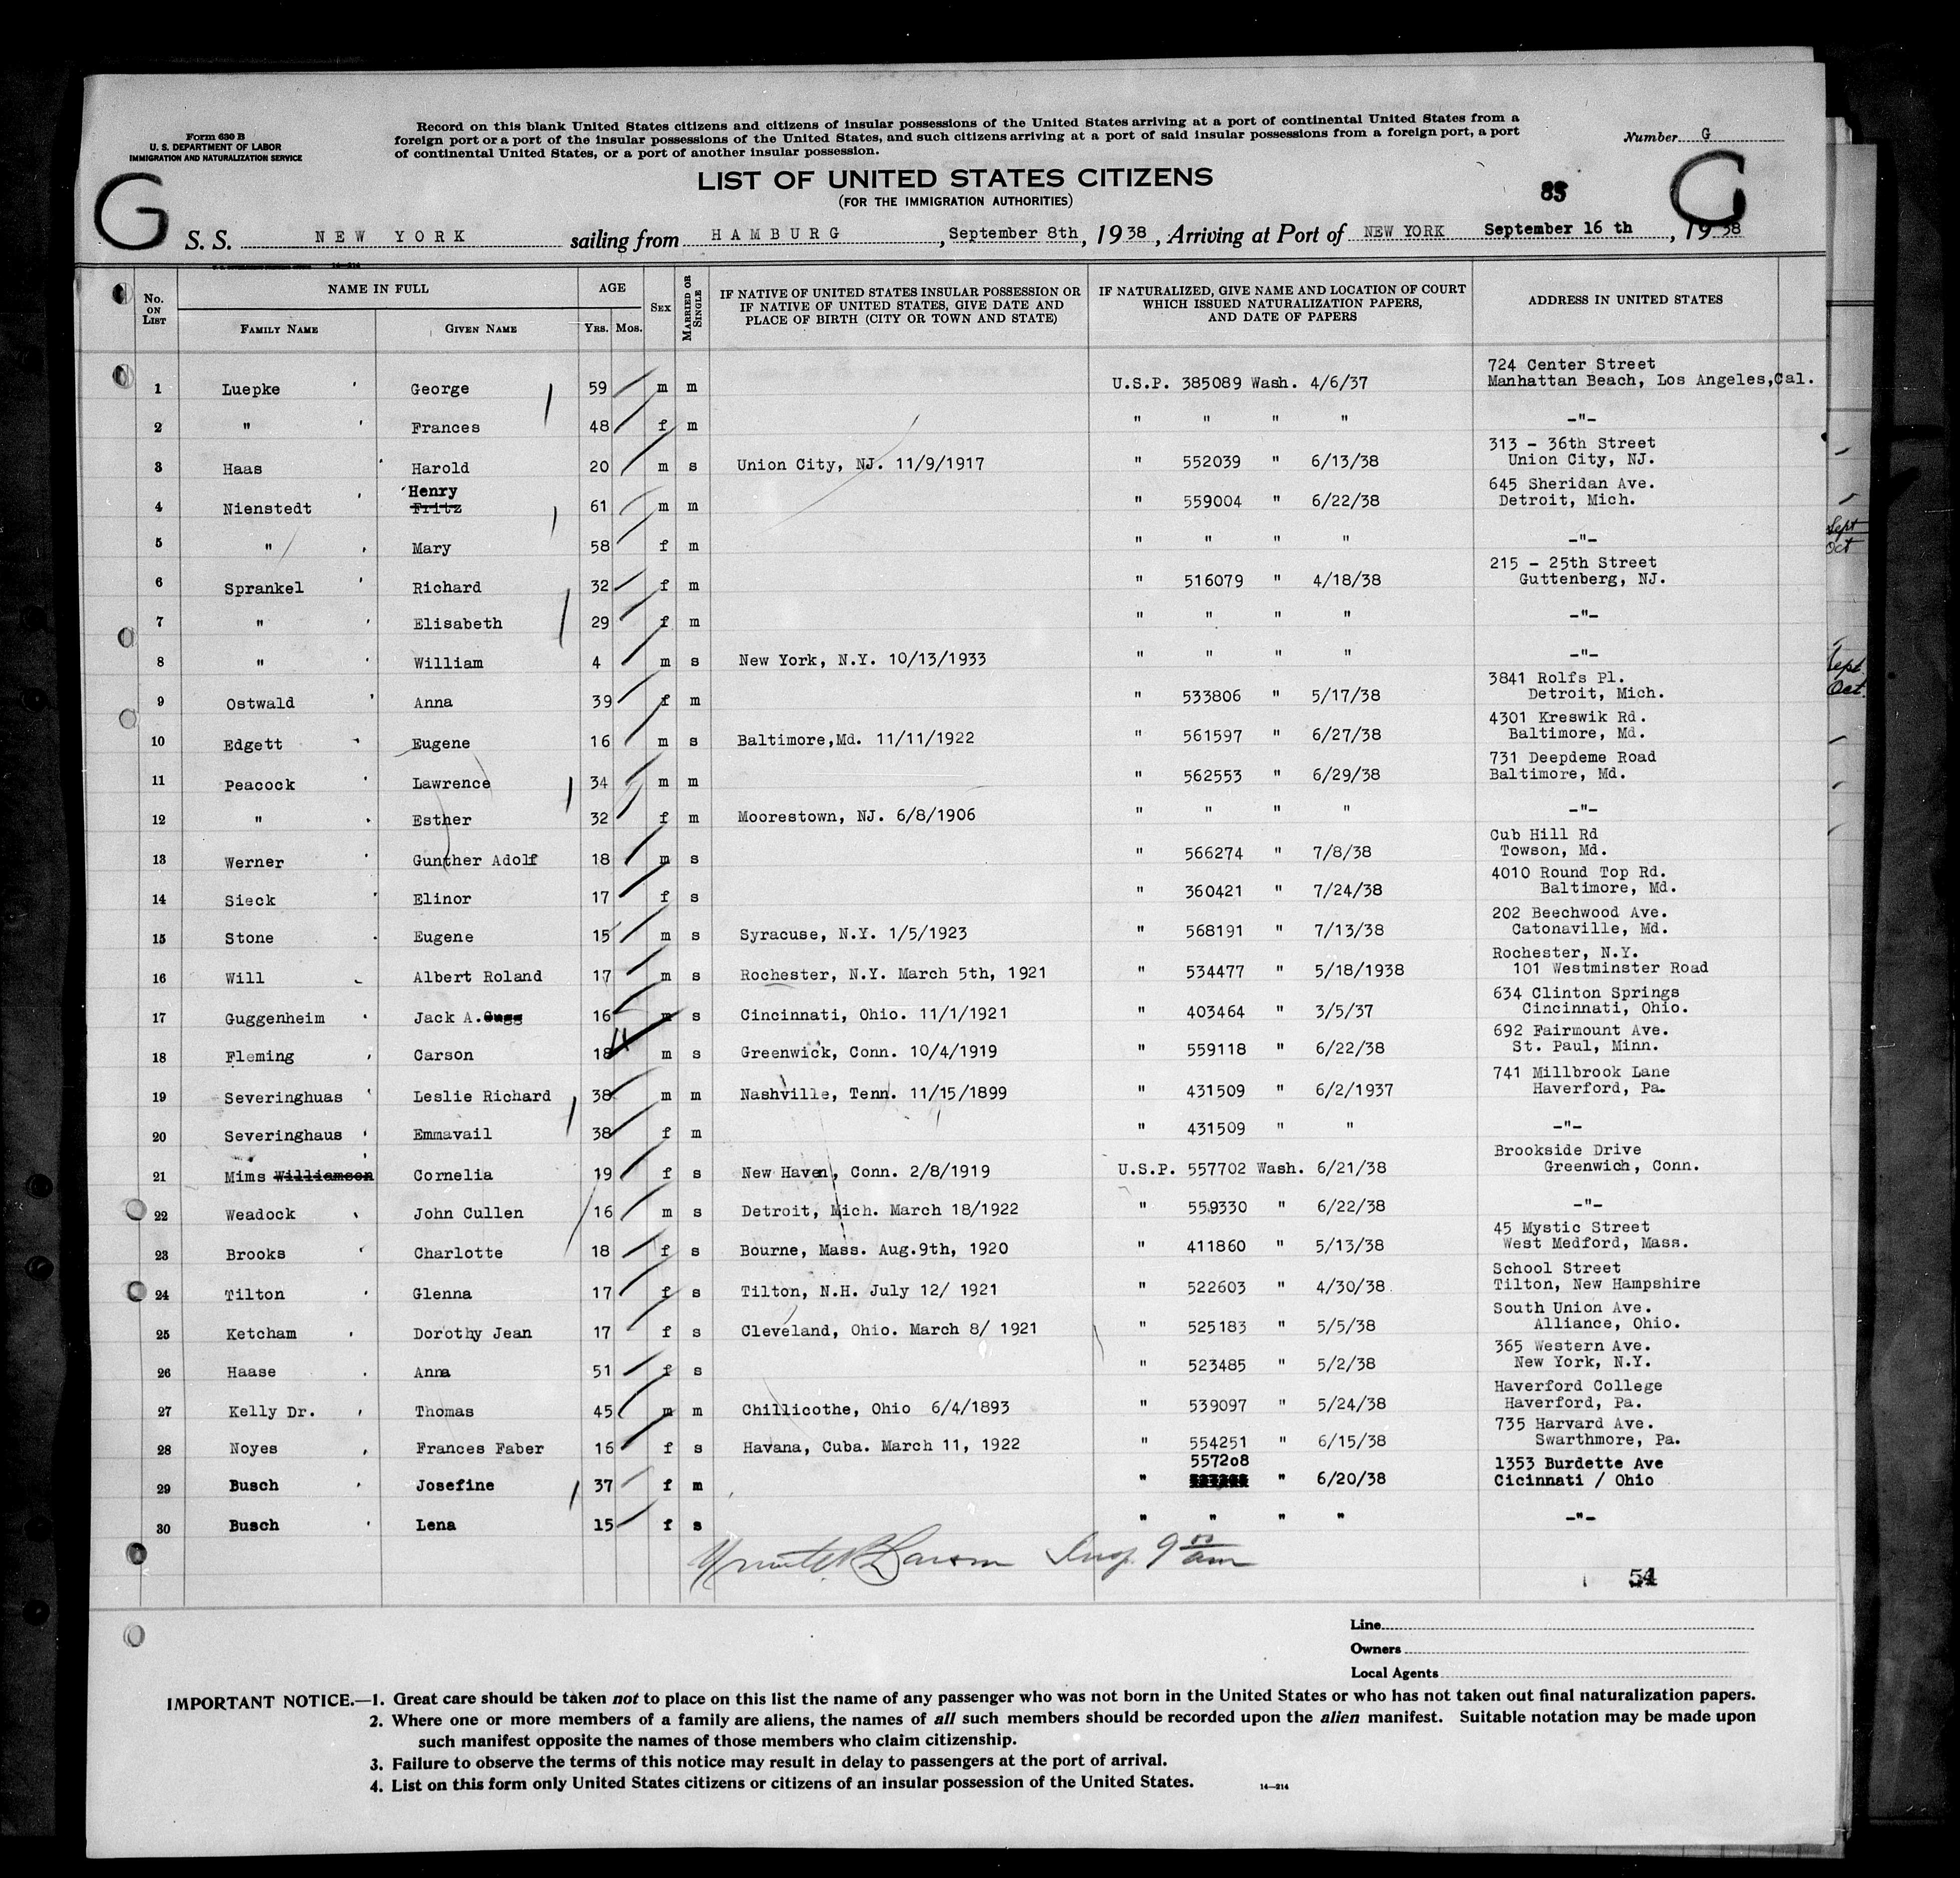 Form 630 B
U. S. DEPARTMENT OF LABOR
IMMIGRATION AND NATURALIZATION SERVICE
Record on this blank United States citizens and citizens of insular possessions of the United States arriving at a port of continental United States from a
foreign port or a port of the insular possessions of the United States, and such citizens arriving at a port of said insular possessions from a foreign port, a port
of continental United States, or a port of another insular possession.
Number G
LIST OF UNITED STATES CITIZENS
(FOR THE IMMIGRATION AUTHORITIES)
85
G G
S. S. NEW YORK sailing from HAMBURG, September 8th, 1938, Arriving at Port of NEW YORK September 16 th, 1938
No. ON LIST
NAME IN FULL
FAMILY NAME
GIVEN NAME
AGE
YRS. MOS.
SEX
MARRIED OR SINGLE
IF NATIVE OF UNITED STATES INSULAR POSSESSION OR
IF NATIVE OF UNITED STATES, GIVE DATE AND
PLACE OF BIRTH (CITY OR TOWN AND STATE)
IF NATURALIZED, GIVE NAME AND LOCATION OF COURT
WHICH ISSUED NATURALIZATION PAPERS,
AND DATE OF PAPERS
ADDRESS IN UNITED STATES
724 Center Street
1 Luepke George 59 m m U.S.P. 385089 Wash. 4/6/37 Manhattan Beach, Los Angeles,Cal.
2 " Frances 48 f m " " " " -"-
313 - 36th Street
3 Haas Harold 20 m s Union City, NJ. 11/9/1917 " 552039 " 6/13/38 Union City, NJ.
Henry 645 Sheridan Ave.
4 Nienstedt Fritz 61 m m " 559004 " 6/22/38 Detroit, Mich.
5 " Mary 58 f m " " " " -"-
215 - 25th Street
6 Sprankel Richard 32 f m " 516079 " 4/18/38 Guttenberg, NJ.
7 " Elisabeth 29 f m " " " " -"-
8 " William 4 m s New York, N.Y. 10/13/1933 " " " " -"-
3841 Rolfs Pl.
9 Ostwald Anna 39 f m " 533806 " 5/17/38 Detroit, Mich.
4301 Kreswik Rd.
10 Edgett Eugene 16 m s Baltimore,Md. 11/11/1922 " 561597 " 6/27/38 Baltimore, Md.
731 Deepdeme Road
11 Peacock Lawrence 34 m m " 562553 " 6/29/38 Baltimore, Md.
12 " Esther 32 f m Moorestown, NJ. 6/8/1906 " " " " -"-
Cub Hill Rd
13 Werner Gunther Adolf 18 m s " 566274 " 7/8/38 Towson, Md.
4010 Round Top Rd.
14 Sieck Elinor 17 f s " 360421 " 7/24/38 Baltimore, Md.
202 Beechwood Ave.
15 Stone Eugene 15 m s Syracuse, N.Y. 1/5/1923 " 568191 " 7/13/38 Catonaville, Md.
Rochester, N.Y.
16 Will Albert Roland 17 m s Rochester, N.Y. March 5th, 1921 " 534477 " 5/18/1938 101 Westminster Road
634 Clinton Springs
17 Guggenheim Jack A.Gugg 16 m s Cincinnati, Ohio. 11/1/1921 " 403464 " 3/5/37 Cincinnati, Ohio.
692 Fairmount Ave.
18 Fleming Carson 18 m s Greenwick, Conn. 10/4/1919 " 559118 " 6/22/38 St. Paul, Minn.
741 Millbrook Lane
19 Severinghuas Leslie Richard 38 m m Nashville, Tenn. 11/15/1899 " 431509 " 6/2/1937 Haverford, Pa.
20 Severinghaus Emmavail 38 f m " 431509 " " -"-
Brookside Drive
21 Mims Williamson Cornelia 19 f s New Haven, Conn. 2/8/1919 U.S.P. 557702 Wash. 6/21/38 Greenwich, Conn.
22 Weadock John Cullen 16 m s Detroit, Mich. March 18/1922 " 559330 " 6/22/38 -"-
45 Mystic Street
23 Brooks Charlotte 18 f s Bourne, Mass. Aug.9th, 1920 " 411860 " 5/13/38 West Medford, Mass.
School Street
24 Tilton Glenna 17 f s Tilton, N.H. July 12/ 1921 " 522603 " 4/30/38. Tilton, New Hampshire
South Union Ave.
25 Ketcham Dorothy Jean 17 f s Cleveland, Ohio. March 8/ 1921 " 525183 " 5/5/38 Alliance, Ohio.
365 Western Ave.
26 Haase Anna 51 f s " 523485 " 5/2/38 New York, N.Y.
Haverford College
27 Kelly Dr. Thomas 45 m m Chillicothe, Ohio 6/4/1893 " 539097 " 5/24/38 Haverford, Pa.
735 Harvard Ave.
28 Noyes Frances Faber 16 f s Havana, Cuba. March 11, 1922 " 554251 " 6/15/38 Swarthmore, Pa.
557208 1353 Burdette Ave
29 Busch Josefine 37 f m " " 6/20/38 Cicinnati / Ohio
30 Busch Lena 15 f s " " " " -"-
Insp. 9 am
54
Sept
Oct
Sept
Oct.
Line
Owners
Local Agents
IMPORTANT NOTICE.—1. Great care should be taken not to place on this list the name of any passenger who was not born in the United States or who has not taken out final naturalization papers.
2. Where one or more members of a family are aliens, the names of all such members should be recorded upon the alien manifest. Suitable notation may be made upon
such manifest opposite the names of those members who claim citizenship.
3. Failure to observe the terms of this notice may result in delay to passengers at the port of arrival.
4. List on this form only United States citizens or citizens of an insular possession of the United States.
14—214